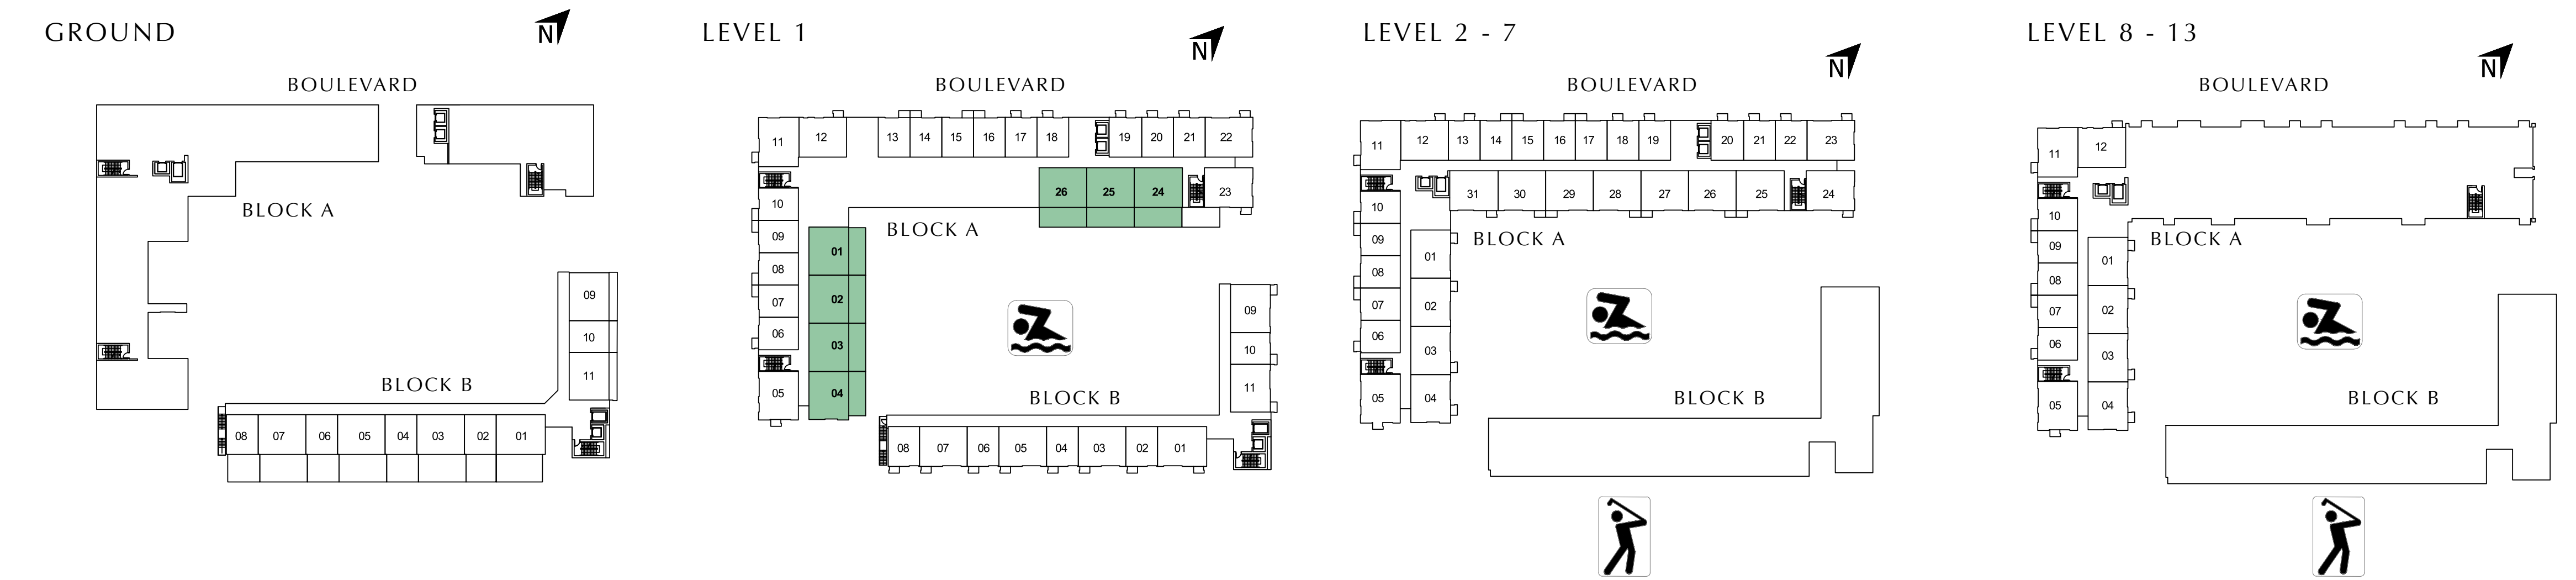 GROUND
N
BOULEVARD
BLOCK A
09
10
11
BLOCK B
08 07 06 05 04 03 02 01
LEVEL 1
N
BOULEVARD
11 12 13 14 15 16 17 18 19 20 21 22
26 25 24 23
10
BLOCK A
09
01
08
02
07
06
03
05
04
09
10
11
BLOCK B
08 07 06 05 04 03 02 01
LEVEL 2 - 7
N
BOULEVARD
11 12 13 14 15 16 17 18 19 20 21 22 23
31 30 29 28 27 26 25 24
10
BLOCK A
09
01
08
02
07
06
03
05
04
BLOCK B
LEVEL 8 - 13
N
BOULEVARD
11 12
10
BLOCK A
09
01
08
02
07
06
03
05
04
BLOCK B